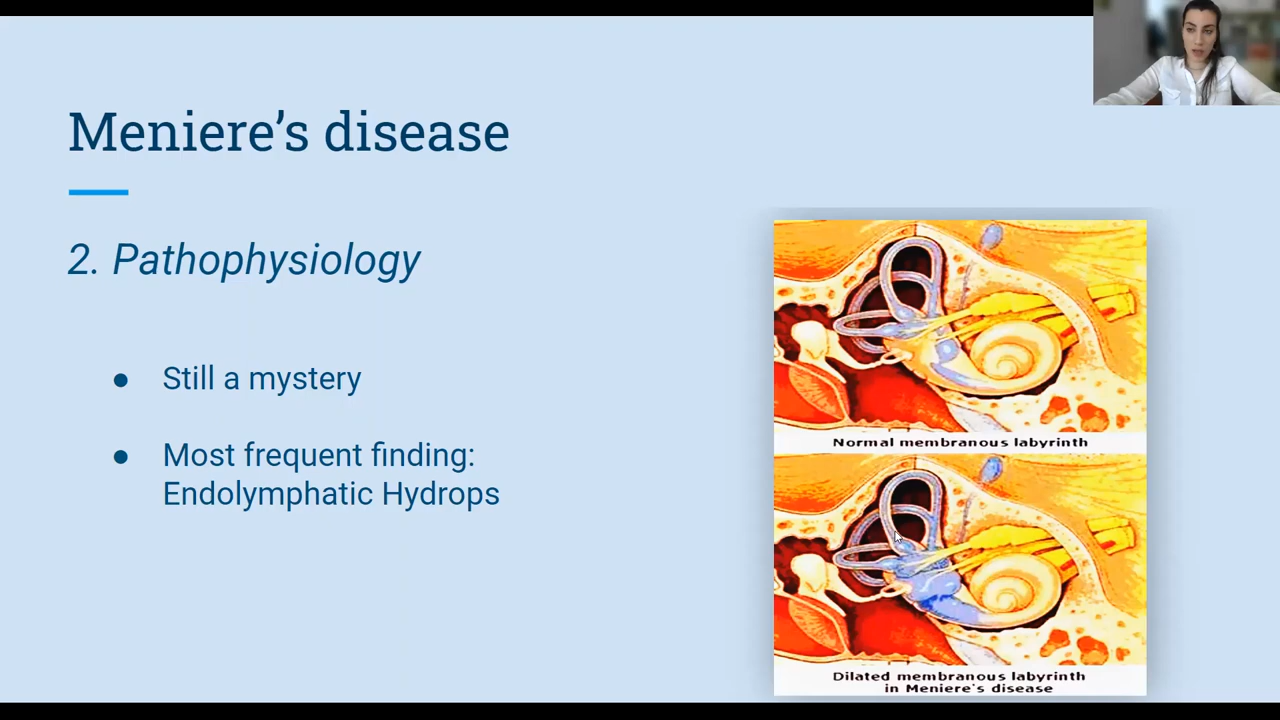 Meniere’s disease
2. Pathophysiology
● Still a mystery
● Most frequent finding:
Endolymphatic Hydrops
Normal membranous labyrinth
Dilated membranous labyrinth
in Meniere's disease